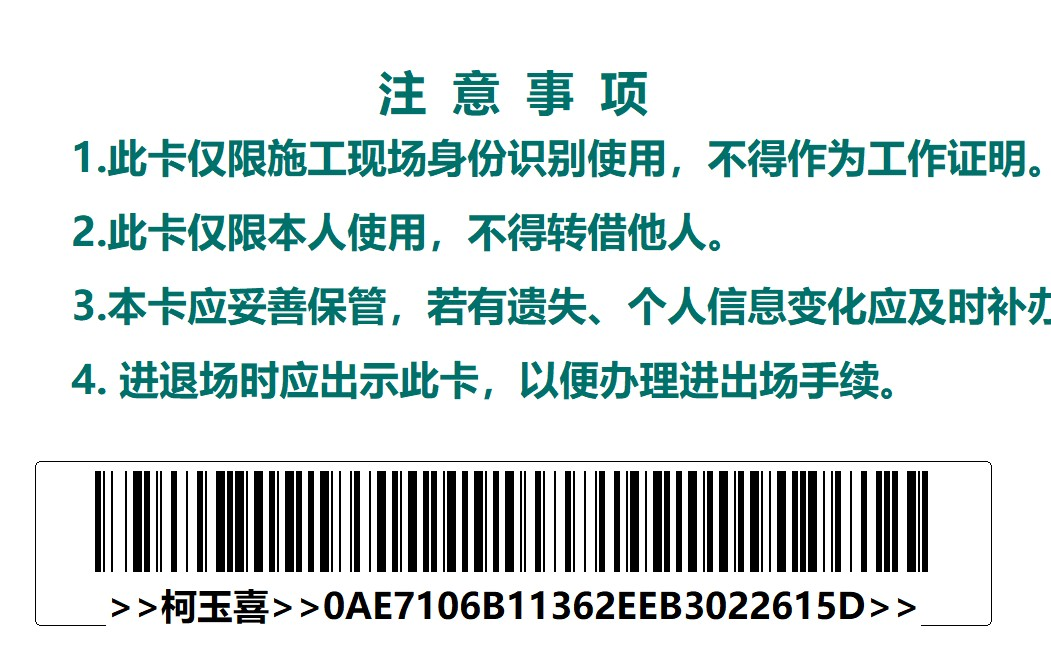 注意事项
1.此卡仅限施工现场身份识别使用，不得作为工作证明。
2.此卡仅限本人使用，不得转借他人。
3.本卡应妥善保管，若有遗失、个人信息变化应及时补办
4. 进退场时应出示此卡，以便办理进出场手续。
>>柯玉喜>>0AE7106B11362EEB3022615D>>